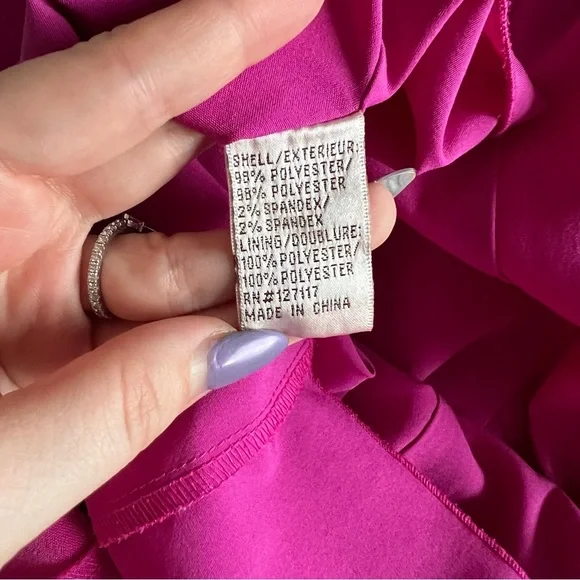 SHELL/EXTERIEUR:
98% POLYESTER/
98% POLYESTER
2% SPANDEX/
2% SPANDEX
LINING/DOUBLURE:
100% POLYESTER/
100% POLYESTER
RN#127117
MADE IN CHINA